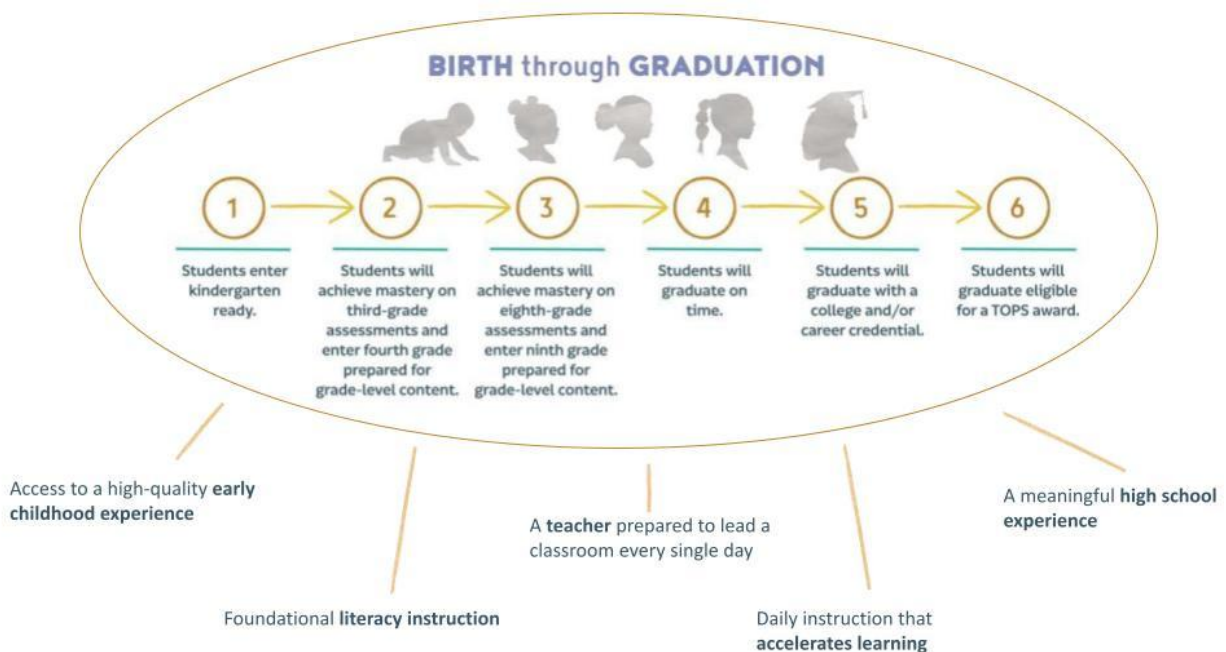 BIRTH through GRADUATION
1
2
3
4
5
6
Students enter
kindergarten
ready.
Students will
achieve mastery on
third-grade
assessments and
enter fourth grade
prepared for
grade-level content.
Students will
achieve mastery on
eighth-grade
assessments and
enter ninth grade
prepared for
grade-level content.
Students will
graduate on
time.
Students will
graduate with a
college and/or
career credential.
Students will
graduate eligible
for a TOPS award.
Access to a high-quality early
childhood experience
Foundational literacy instruction
A teacher prepared to lead a
classroom every single day
Daily instruction that
accelerates learning
A meaningful high school
experience